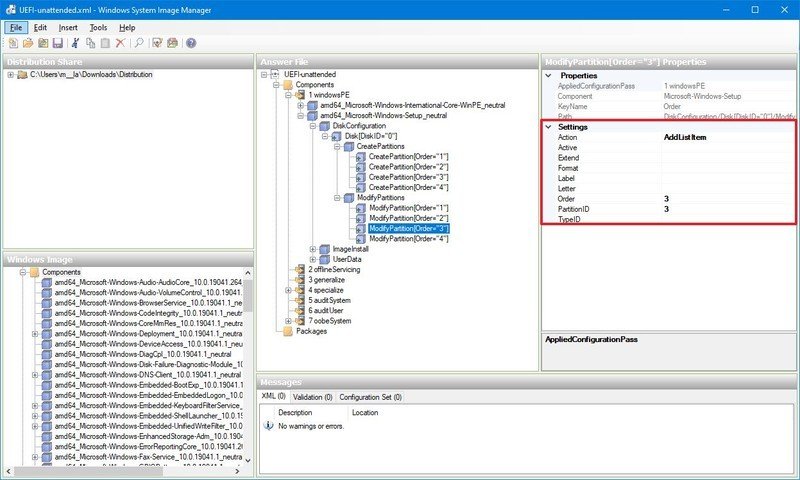 UEFI-unattended.xml - Windows System Image Manager
File Edit Insert Tools Help
Distribution Share
C:\Users\m__la\Downloads\Distribution
Windows Image
Components
amd64_Microsoft-Windows-Audio-AudioCore_10.0.19041.264
amd64_Microsoft-Windows-Audio-VolumeControl_10.0.19041.1_n
amd64_Microsoft-Windows-BrowserService_10.0.19041.1_ne
amd64_Microsoft-Windows-CodeIntegrity_10.0.19041.1_neutra
amd64_Microsoft-Windows-CoreMmRes_10.0.19041.1_neutral
amd64_Microsoft-Windows-Deployment_10.0.19041.1_neutral
amd64_Microsoft-Windows-DeviceAccess_10.0.19041.1_neutral
amd64_Microsoft-Windows-DiagCpl_10.0.19041.1_neutral
amd64_Microsoft-Windows-Disk-Failure-Diagnostic-Module_10
amd64_Microsoft-Windows-DNS-Client_10.0.19041.1_neutral
amd64_Microsoft-Windows-Embedded-BootExp_10.0.19041.1
amd64_Microsoft-Windows-Embedded-EmbeddedLogon_10.
amd64_Microsoft-Windows-Embedded-KeyboardFilterService_
amd64_Microsoft-Windows-Embedded-ShellLauncher_10.0.19
amd64_Microsoft-Windows-Embedded-UnifiedWriteFilter_10.0
amd64_Microsoft-Windows-EnhancedStorage-Adm_10.0.1904
amd64_Microsoft-Windows-ErrorReportingCore_10.0.19041.26
amd64_Microsoft-Windows-Fax-Service_10.0.19041.1_neutral
Answer File
UEFI-unattended
Components
1 windowsPE
amd64_Microsoft-Windows-International-Core-WinPE_neutral
amd64_Microsoft-Windows-Setup_neutral
DiskConfiguration
Disk[DiskID="0"]
CreatePartitions
CreatePartition[Order="1"]
CreatePartition[Order="2"]
CreatePartition[Order="3"]
CreatePartition[Order="4"]
ModifyPartitions
ModifyPartition[Order="1"]
ModifyPartition[Order="2"]
ModifyPartition[Order="3"]
ModifyPartition[Order="4"]
ImageInstall
UserData
2 offlineServicing
3 generalize
4 specialize
5 auditSystem
6 auditUser
7 oobeSystem
Packages
ModifyPartition[Order="3"] Properties
Properties
AppliedConfigurationPass 1 windowsPE
Component Microsoft-Windows-Setup
KeyName Order
Path DiskConfiguration/Disk[DiskID="0"]/Modify
Settings
Action AddListItem
Active
Extend
Format
Label
Letter
Order 3
PartitionID 3
TypeID
AppliedConfigurationPass
Messages
XML (0) Validation (0) Configuration Set (0)
Description Location
No warnings or errors.